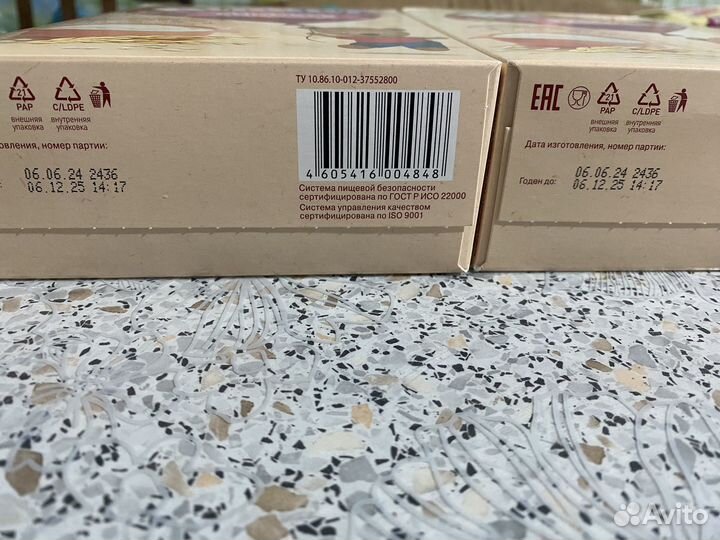 ТУ 10.86.10-012-37552800
21
PAP
C/LDPE
внешняя
упаковка
внутренняя
упаковка
номер партии:
06.06.24 2436
06.12.25 14:17
4 605416 004848
Система пищевой безопасности
сертифицирована по ГОСТ Р ИСО 22000
Система управления качеством
сертифицирована по ISO 9001
EAC
21
PAP
C/LDPE
внешняя
упаковка
внутренняя
упаковка
Дата изготовления, номер партии:
06.06.24 2436
Годен до: 06.12.25 14:17
Avito